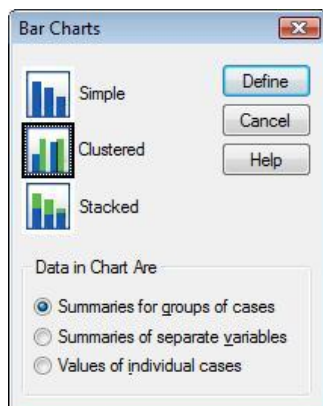 Bar Charts
Simple
Define
Cancel
Clustered
Help
Stacked
Data in Chart Are
Summaries for groups of cases
Summaries of separate variables
Values of individual cases